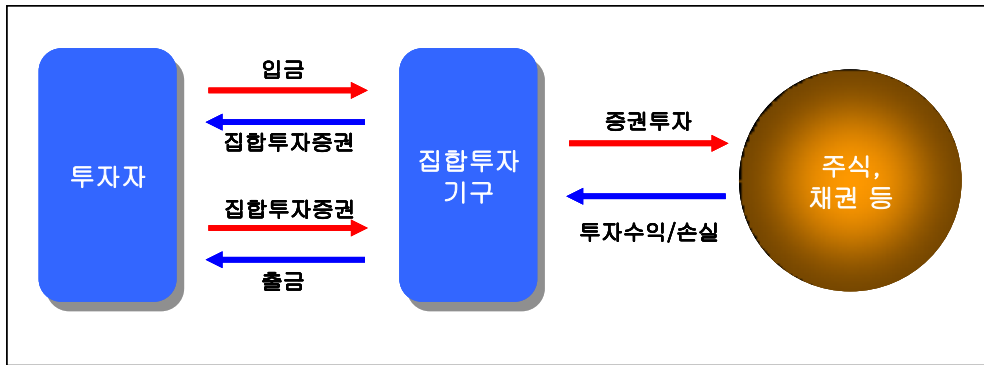 투자자
입금
집합투자증권
집합투자증권
출금
집합투자
기구
증권투자
투자수익/손실
주식,
채권 등